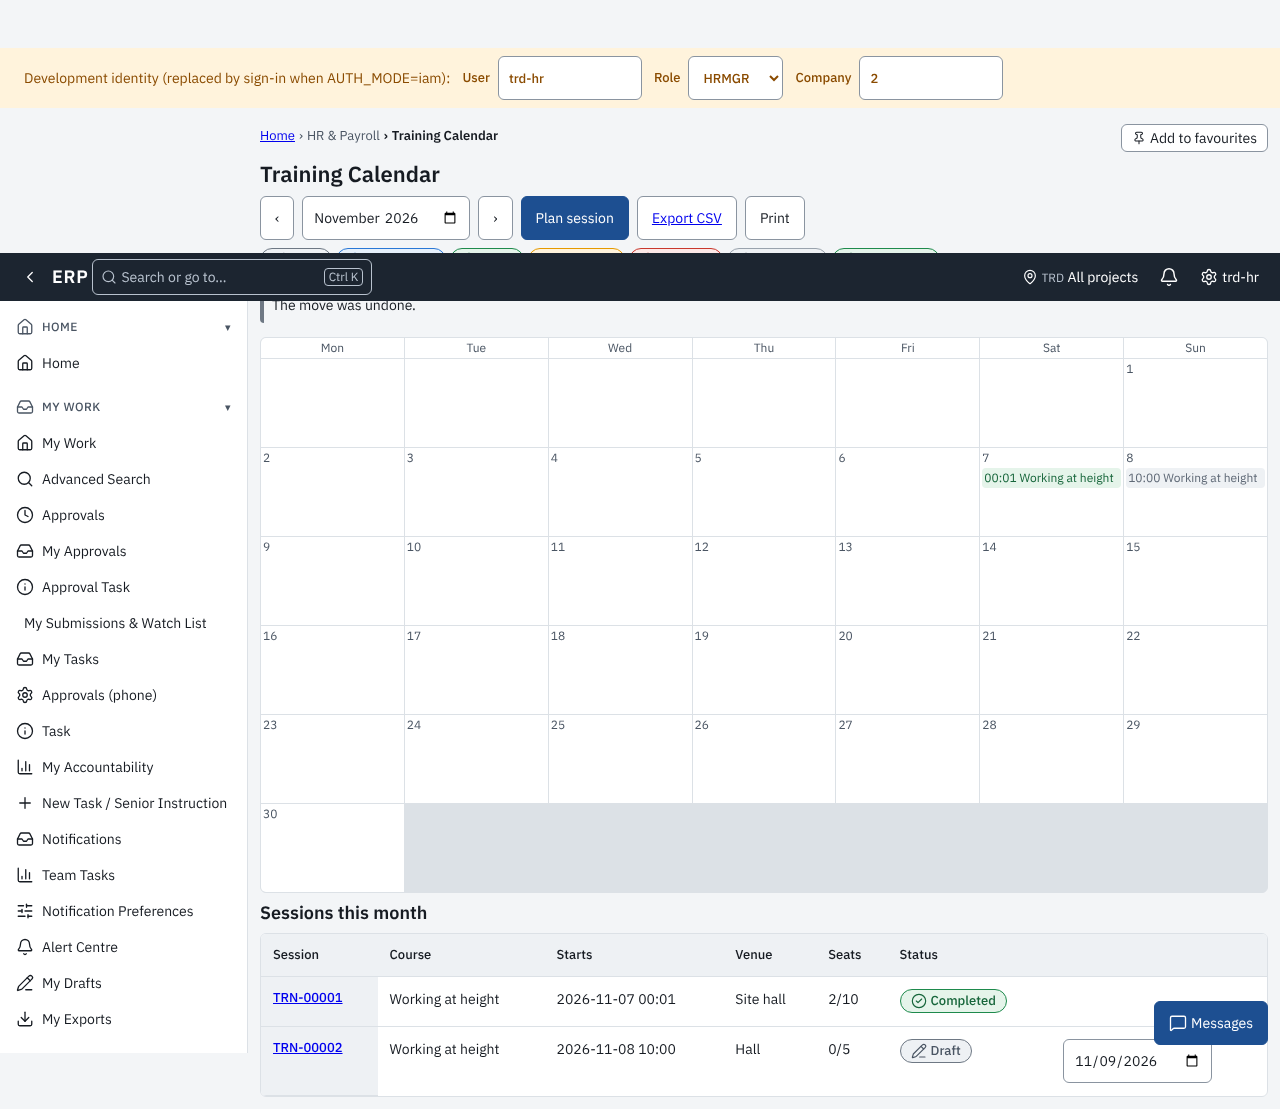 Development identity (replaced by sign-in when AUTH_MODE=iam): User trd-hr Role HRMGR Company 2
Home › HR & Payroll › Training Calendar
Add to favourites
Training Calendar
‹ November 2026 › Plan session Export CSV Print
ERP Search or go to... Ctrl K TRD All projects trd-hr
The move was undone.
HOME
Home
MY WORK
My Work
Advanced Search
Approvals
My Approvals
Approval Task
My Submissions & Watch List
My Tasks
Approvals (phone)
Task
My Accountability
New Task / Senior Instruction
Notifications
Team Tasks
Notification Preferences
Alert Centre
My Drafts
My Exports
Mon Tue Wed Thu Fri Sat Sun
1
2 3 4 5 6 7 8
00:01 Working at height 10:00 Working at height
9 10 11 12 13 14 15
16 17 18 19 20 21 22
23 24 25 26 27 28 29
30
Sessions this month
Session Course Starts Venue Seats Status
TRN-00001 Working at height 2026-11-07 00:01 Site hall 2/10 Completed
TRN-00002 Working at height 2026-11-08 10:00 Hall 0/5 Draft 11/09/2026
Messages